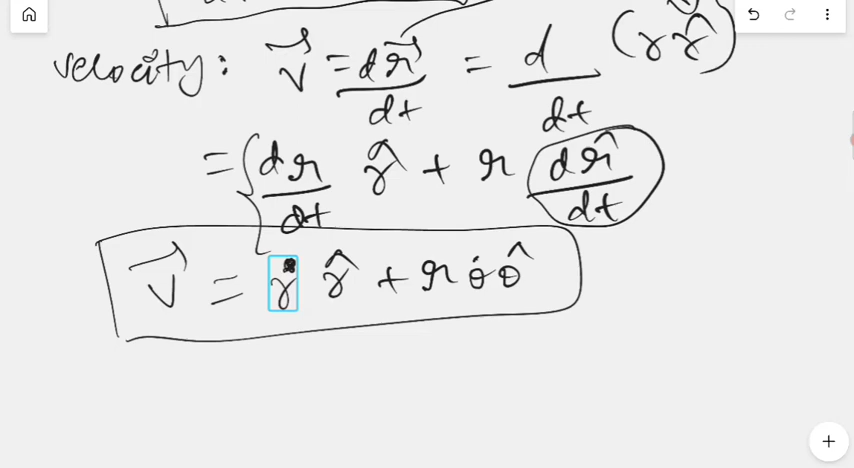 velocity: v⃗ = dr⃗/dt = d/dt (r r̂)
= dr/dt r̂ + r dr̂/dt
v⃗ = ṙ r̂ + r θ̇ θ̂